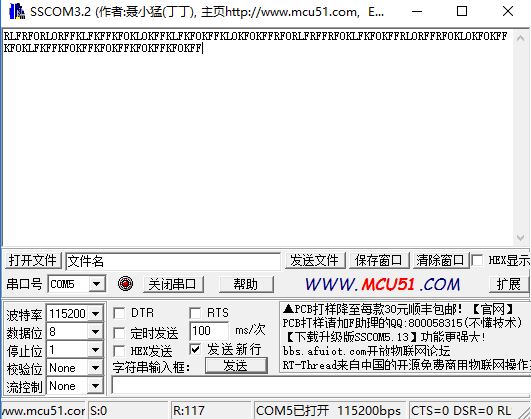 SSCOM3.2 (作者:聂小猛(丁丁), 主页http://www.mcu51.com, E...
RLFRFORLORFFKLFKFFKFOKLOKFFKLFKFOKFFKLOKFOKFFRFORLFRFFRFOKLFKFOKFFRLORFFRFOKLOKFOKFF
KFOKLFKFFKFOKFFKFOKFFKFOKFFKFOKFF
打开文件 文件名 发送文件 保存窗口 清除窗口 HEX显示
串口号 COM5 关闭串口 帮助 WWW.MCU51.COM 扩展
波特率 115200 DTR RTS
数据位 8 定时发送 100 ms/次
停止位 1 HEX发送 发送新行
校验位 None 字符串输入框: 发送
流控制 None
▲PCB打样降至每款30元顺丰包邮！【官网】
PCB打样请加F助理的QQ:800058315(不懂技术)
【下载升级版SSCOM5.13】功能更强大!
bbs.afuiot.com开放物联网论坛
RT-Thread来自中国的开源免费商用物联网操作
www.mcu51.cor S:0 R:117 COM5已打开 115200bps CTS=0 DSR=0 RL